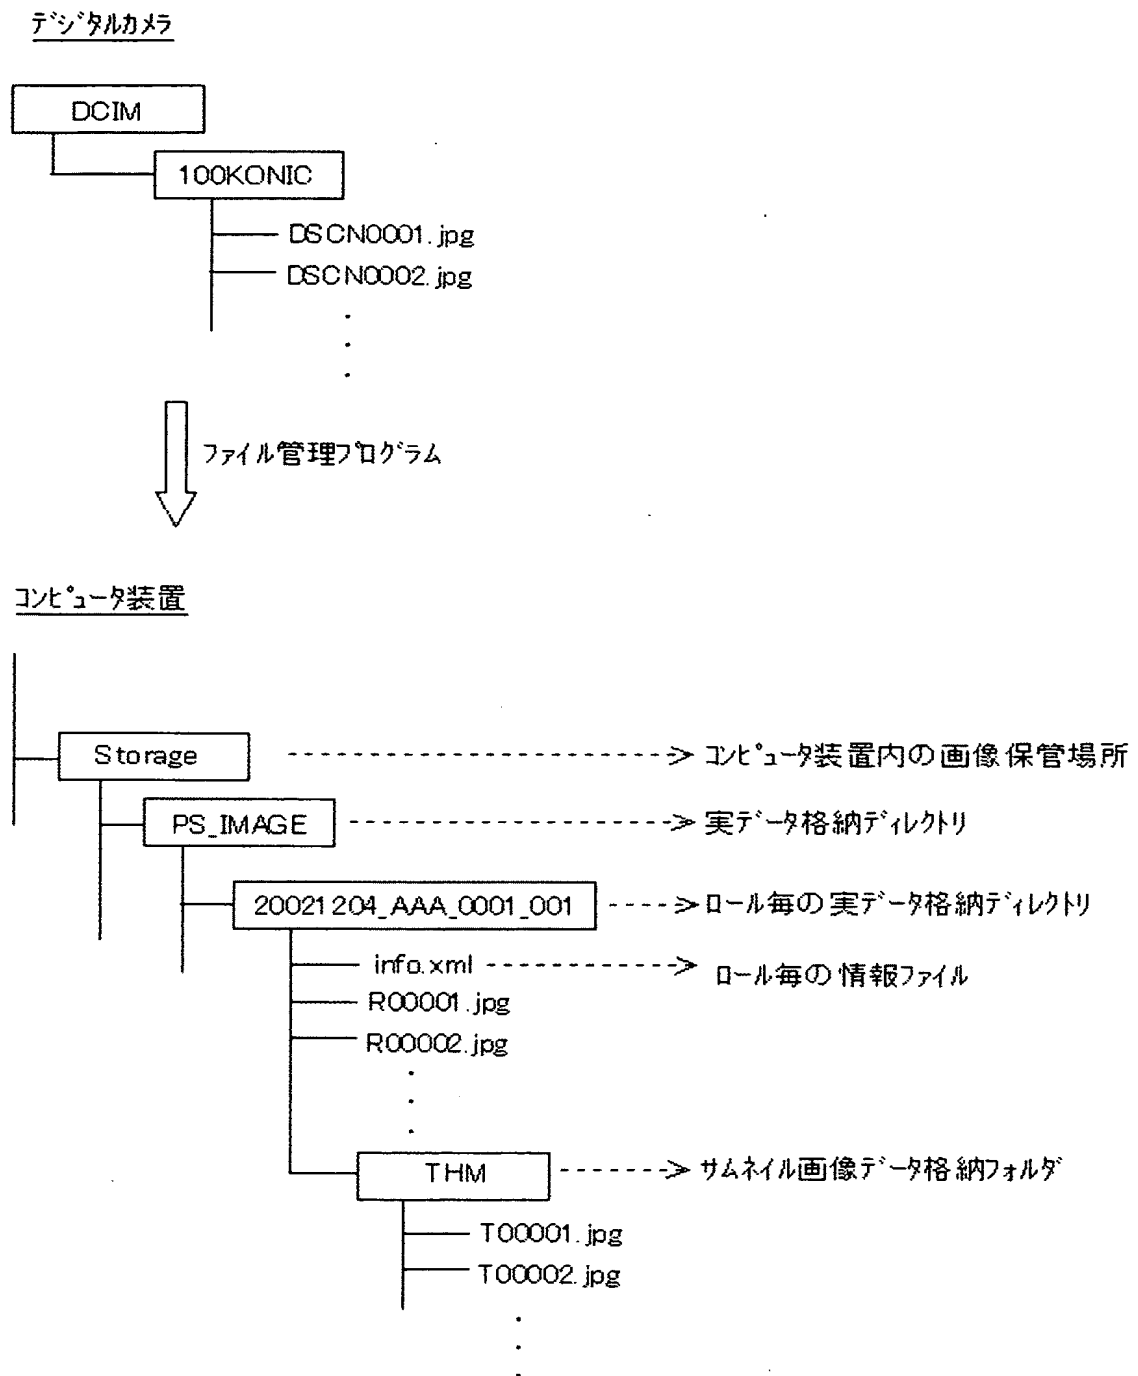 デジタルカメラ
DCIM
100KONIC
DSCN0001.jpg
DSCN0002.jpg
ファイル管理プログラム
コンピュータ装置
Storage
コンピュータ装置内の画像保管場所
PS_IMAGE
実データ格納ディレクトリ
20021204_AAA_0001_001
ロール毎の実データ格納ディレクトリ
info.xml
ロール毎の情報ファイル
R00001.jpg
R00002.jpg
THM
サムネイル画像データ格納フォルダ
T00001.jpg
T00002.jpg